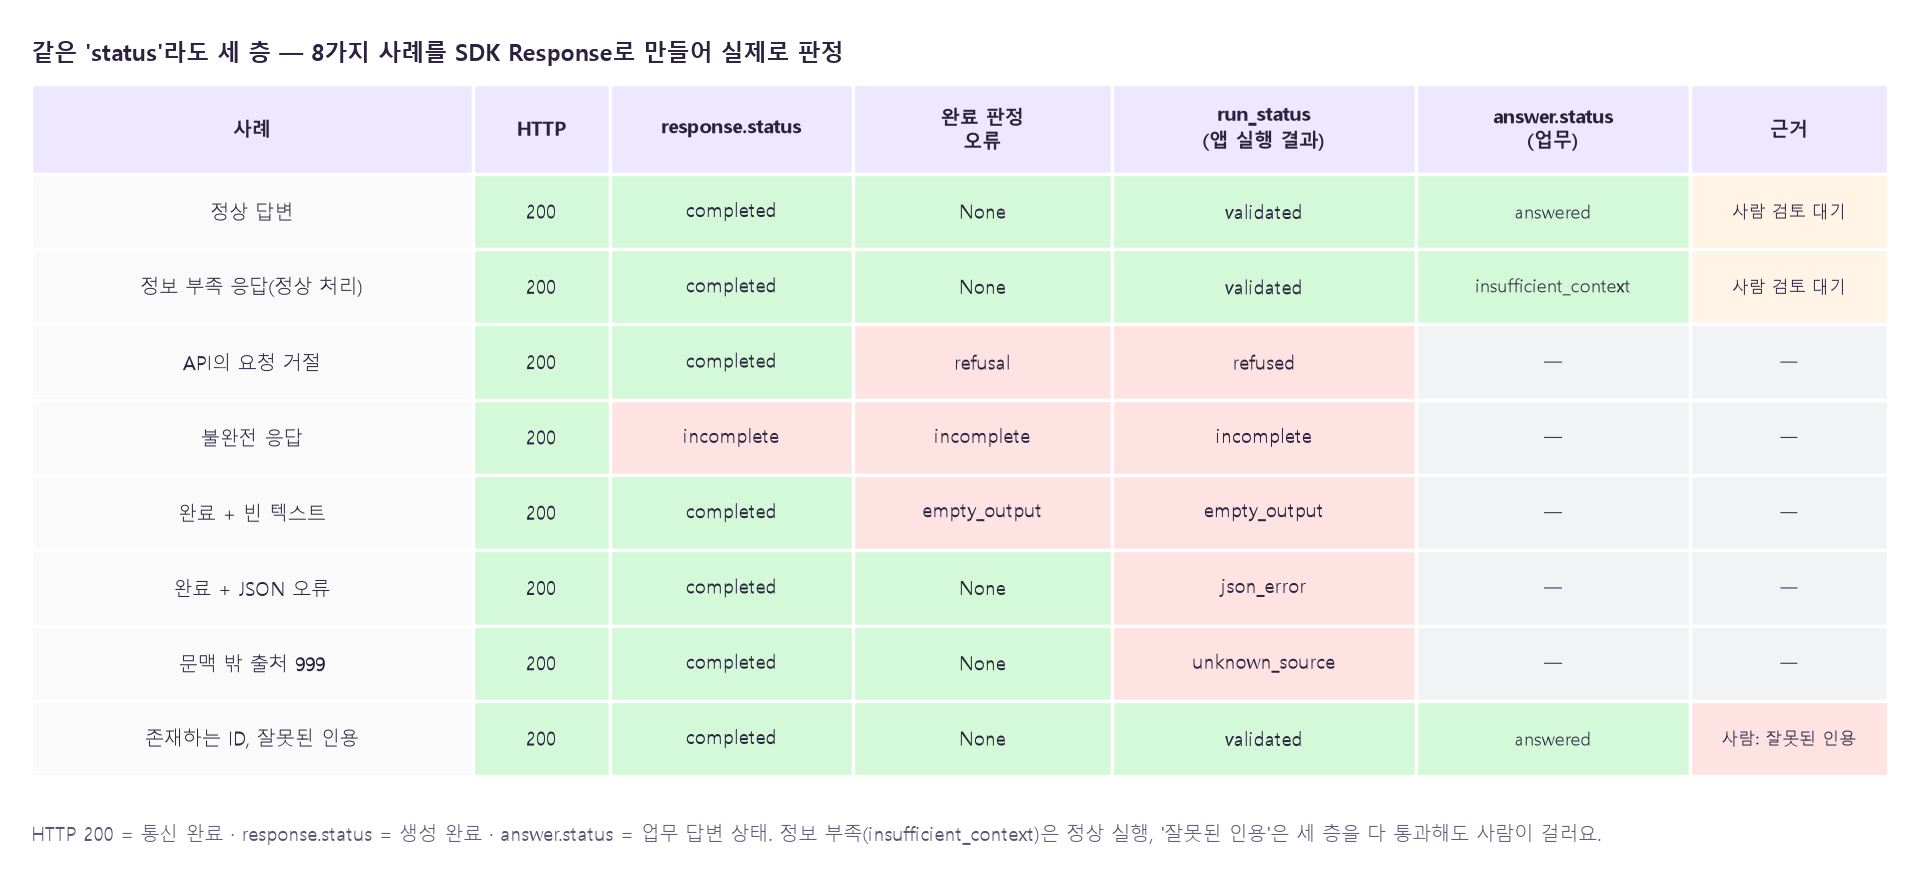 같은 'status'라도 세 층 — 8가지 사례를 SDK Response로 만들어 실제로 판정
사례 HTTP response.status 완료 판정 오류 run_status (앱 실행 결과) answer.status (업무) 근거
정상 답변 200 completed None validated answered 사람 검토 대기
정보 부족 응답(정상 처리) 200 completed None validated insufficient_context 사람 검토 대기
API의 요청 거절 200 completed refusal refused — —
불완전 응답 200 incomplete incomplete incomplete — —
완료 + 빈 텍스트 200 completed empty_output empty_output — —
완료 + JSON 오류 200 completed None json_error — —
문맥 밖 출처 999 200 completed None unknown_source — —
존재하는 ID, 잘못된 인용 200 completed None validated answered 사람: 잘못된 인용
HTTP 200 = 통신 완료 · response.status = 생성 완료 · answer.status = 업무 답변 상태. 정보 부족(insufficient_context)은 정상 실행, '잘못된 인용'은 세 층을 다 통과해도 사람이 걸러요.